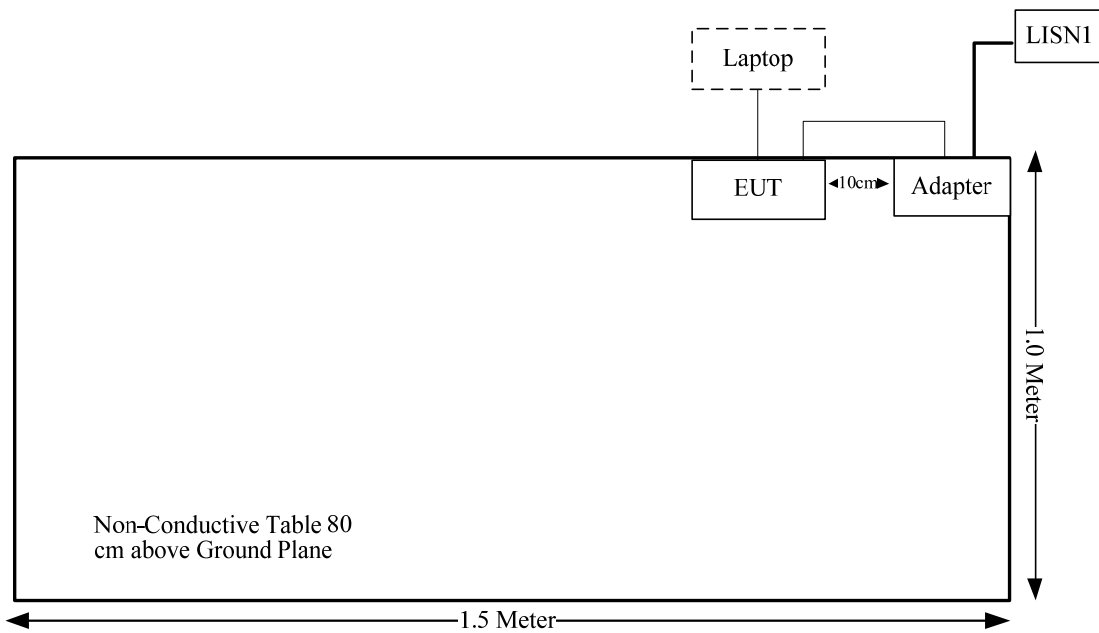 LISN1
Laptop
EUT
10cm
Adapter
1.0 Meter
Non-Conductive Table 80
cm above Ground Plane
1.5 Meter